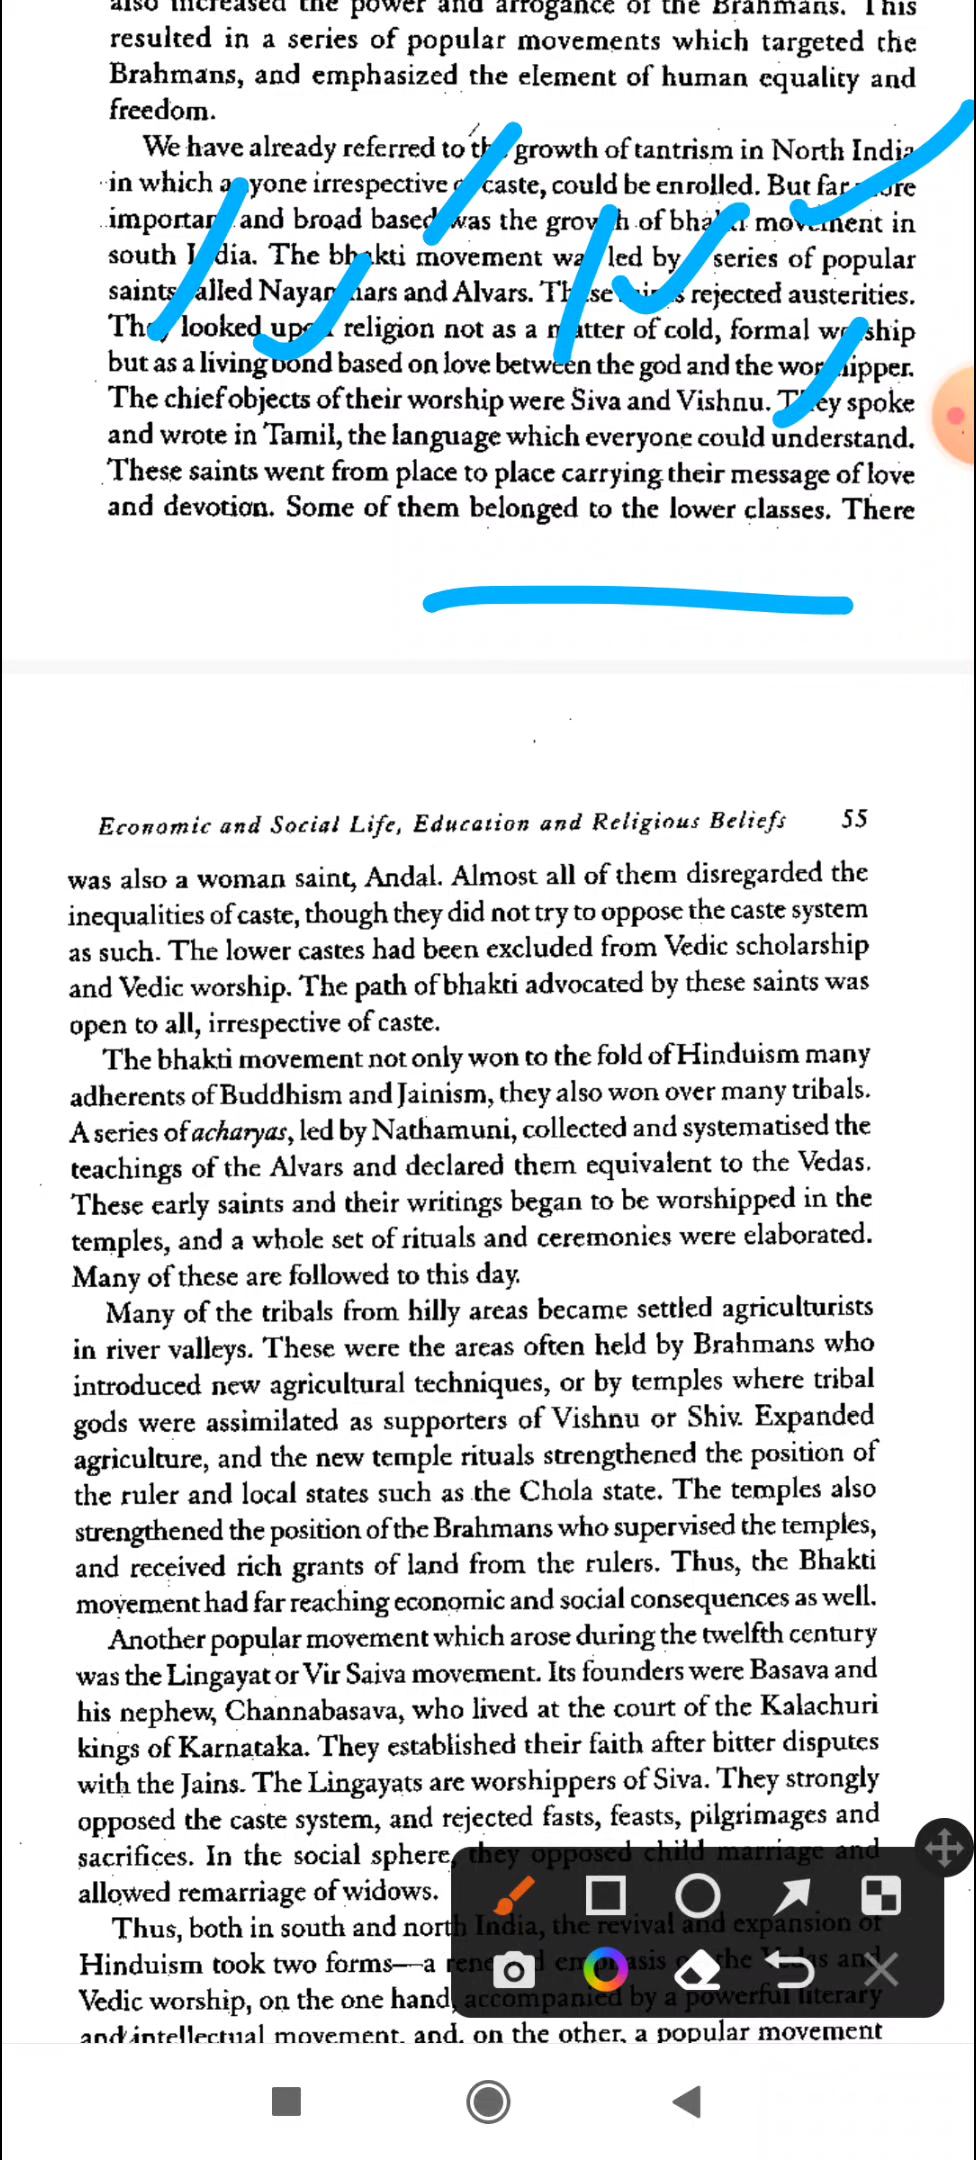 also increased the power and arrogance of the Brahmans. This
resulted in a series of popular movements which targeted the
Brahmans, and emphasized the element of human equality and
freedom.
We have already referred to the growth of tantrism in North India
in which anyone irrespective of caste, could be enrolled. But far more
important and broad based was the growth of bhakti movement in
south India. The bhakti movement was led by a series of popular
saints called Nayanmars and Alvars. These saints rejected austerities.
They looked upon religion not as a matter of cold, formal worship
but as a living bond based on love between the god and the worshipper.
The chief objects of their worship were Siva and Vishnu. They spoke
and wrote in Tamil, the language which everyone could understand.
These saints went from place to place carrying their message of love
and devotion. Some of them belonged to the lower classes. There
Economic and Social Life, Education and Religious Beliefs 55
was also a woman saint, Andal. Almost all of them disregarded the
inequalities of caste, though they did not try to oppose the caste system
as such. The lower castes had been excluded from Vedic scholarship
and Vedic worship. The path of bhakti advocated by these saints was
open to all, irrespective of caste.
The bhakti movement not only won to the fold of Hinduism many
adherents of Buddhism and Jainism, they also won over many tribals.
A series of acharyas, led by Nathamuni, collected and systematised the
teachings of the Alvars and declared them equivalent to the Vedas.
These early saints and their writings began to be worshipped in the
temples, and a whole set of rituals and ceremonies were elaborated.
Many of these are followed to this day.
Many of the tribals from hilly areas became settled agriculturists
in river valleys. These were the areas often held by Brahmans who
introduced new agricultural techniques, or by temples where tribal
gods were assimilated as supporters of Vishnu or Shiv. Expanded
agriculture, and the new temple rituals strengthened the position of
the ruler and local states such as the Chola state. The temples also
strengthened the position of the Brahmans who supervised the temples,
and received rich grants of land from the rulers. Thus, the Bhakti
movement had far reaching economic and social consequences as well.
Another popular movement which arose during the twelfth century
was the Lingayat or Vir Saiva movement. Its founders were Basava and
his nephew, Channabasava, who lived at the court of the Kalachuri
kings of Karnataka. They established their faith after bitter disputes
with the Jains. The Lingayats are worshippers of Siva. They strongly
opposed the caste system, and rejected fasts, feasts, pilgrimages and
sacrifices. In the social sphere, they opposed child marriage and
allowed remarriage of widows.
Thus, both in south and north India, the revival and expansion of
Hinduism took two forms—a renewed emphasis on the Vedas and
Vedic worship, on the one hand, accompanied by a powerful literary
and intellectual movement, and, on the other, a popular movement